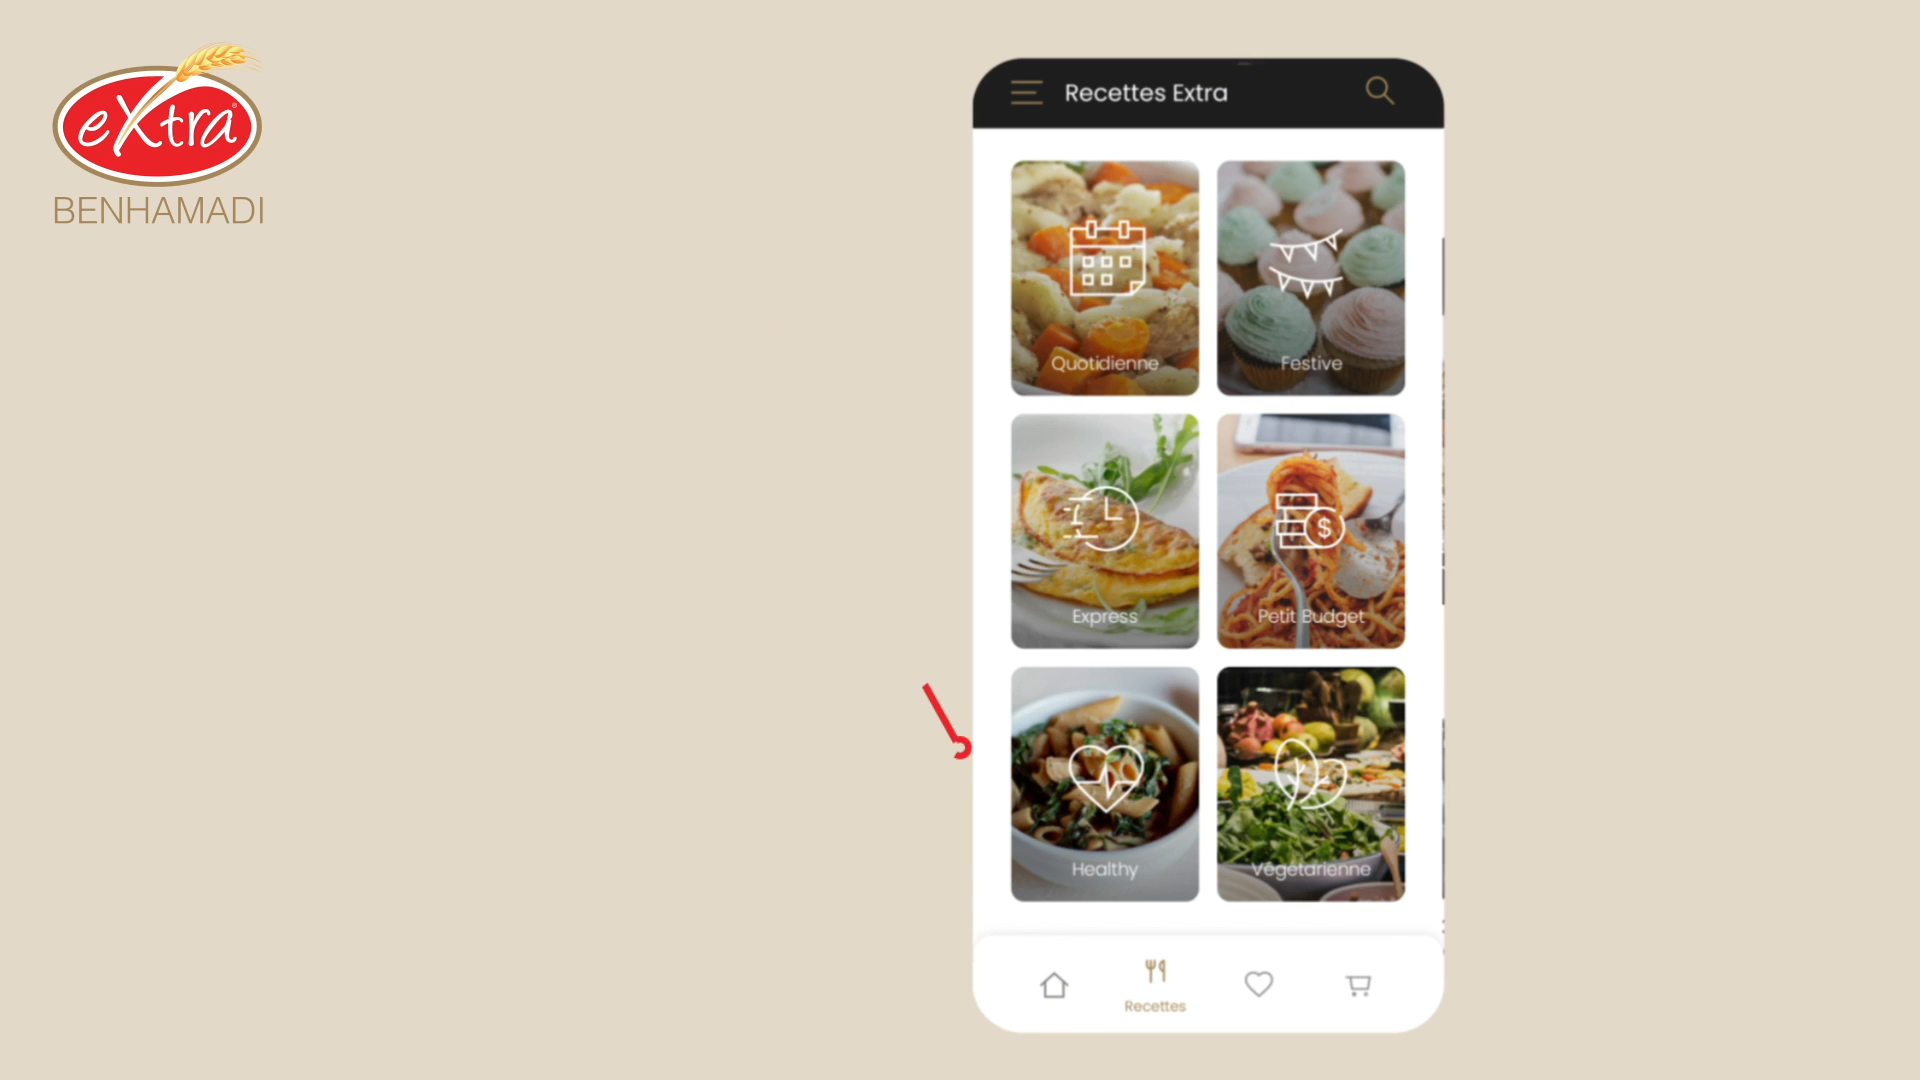 eXtra
BENHAMADI
Recettes Extra
Quotidienne
Festive
Express
Petit Budget
Healthy
Végétarienne
Recettes